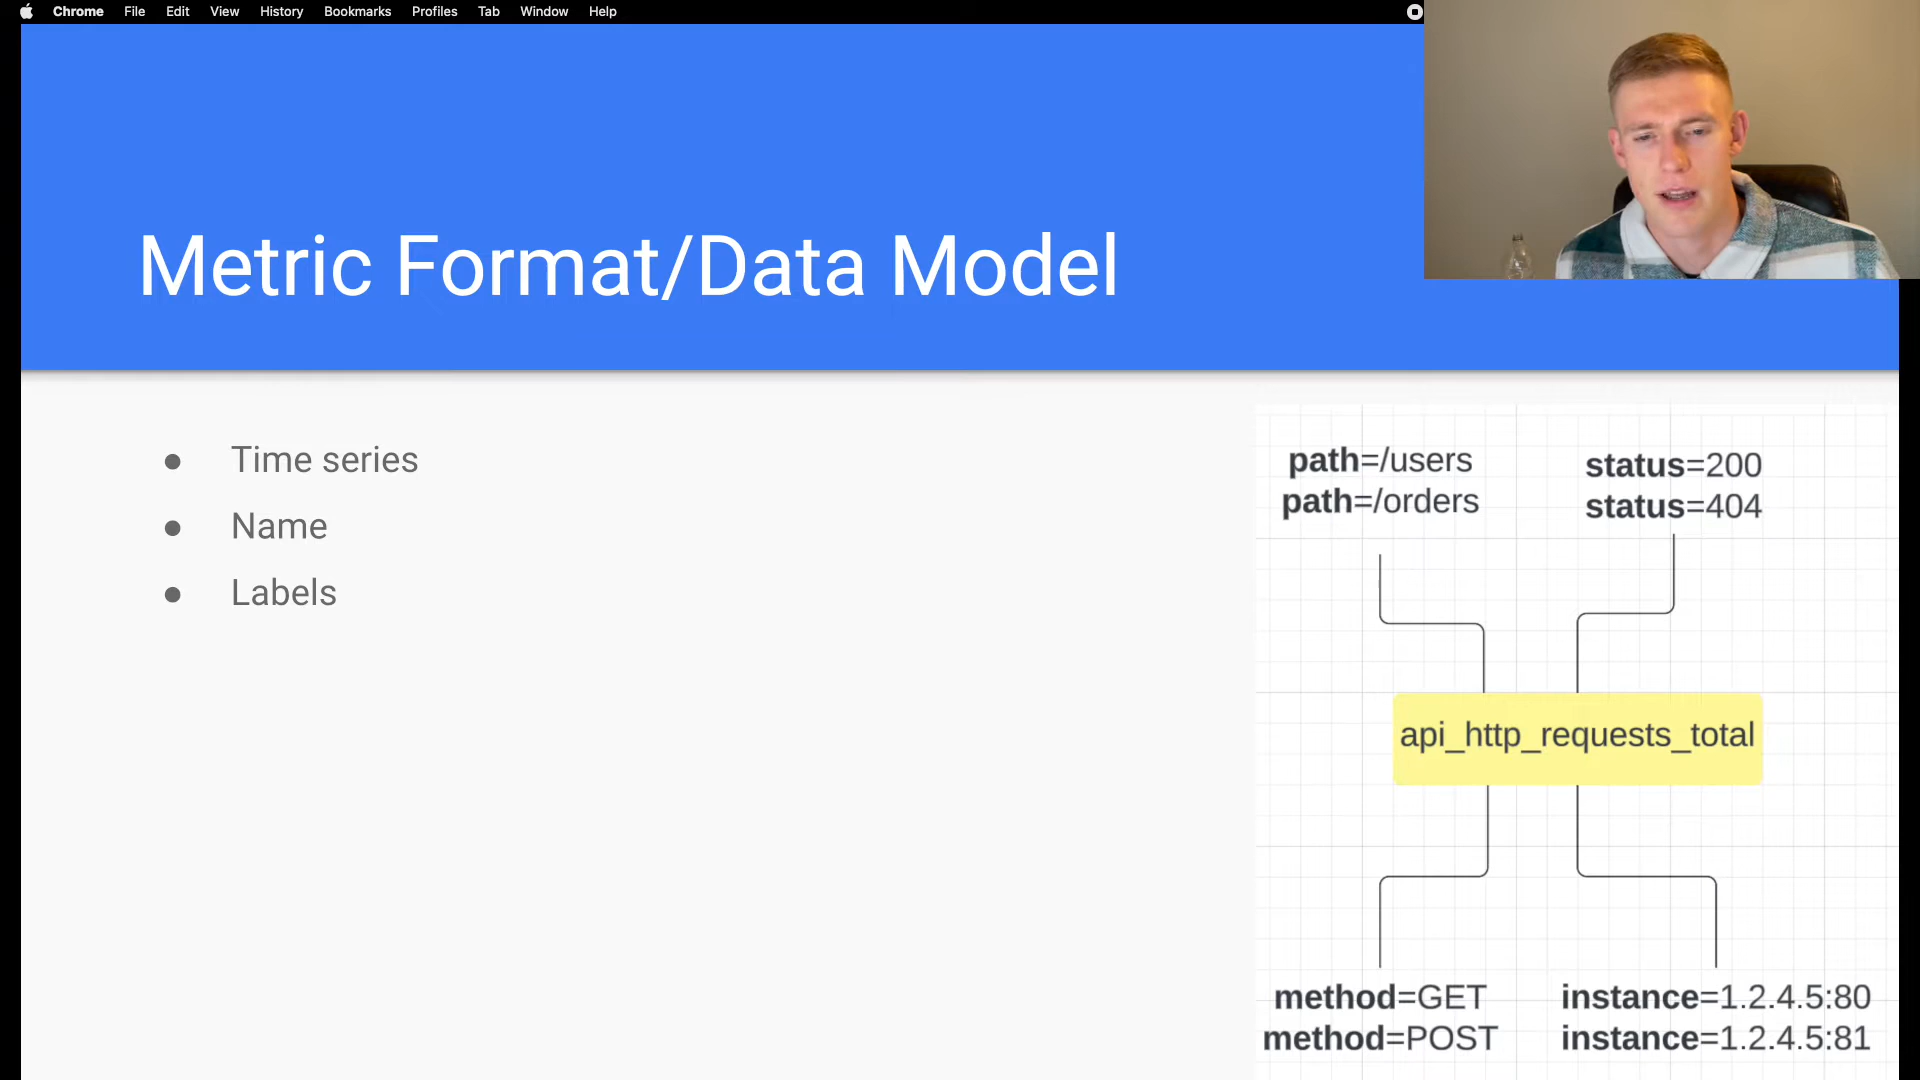 Chrome File Edit View History Bookmarks Profiles Tab Window Help
Metric Format/Data Model
Time series
Name
Labels
path=/users
path=/orders
status=200
status=404
api_http_requests_total
method=GET
method=POST
instance=1.2.4.5:80
instance=1.2.4.5:81